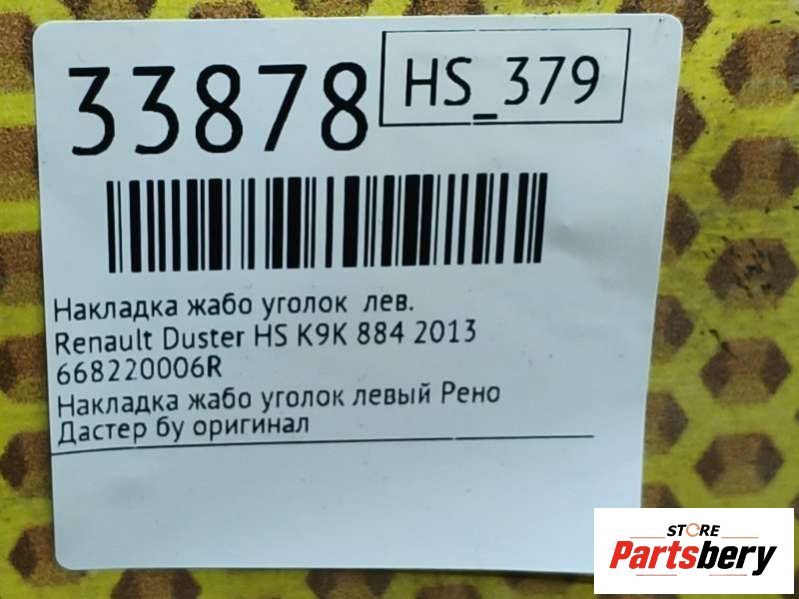 33878
HS_379
Накладка жабо уголок лев.
Renault Duster HS K9K 884 2013
668220006R
Накладка жабо уголок левый Рено
Дастер бу оригинал
STORE
Partsbery